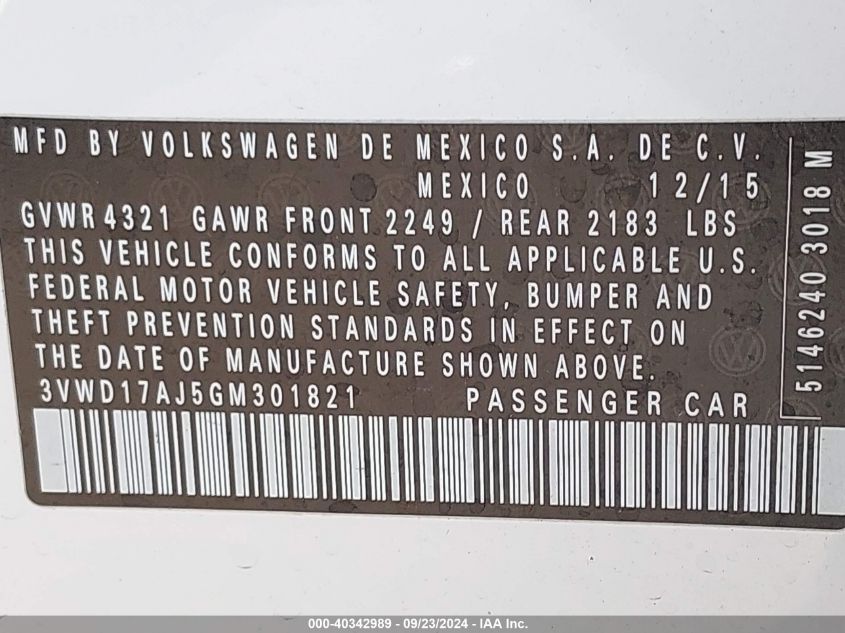 MFD BY VOLKSWAGEN DE MEXICO S.A. DE C.V.
MEXICO 12/15
GVWR 4321 GAWR FRONT 2249 / REAR 2183 LBS
THIS VEHICLE CONFORMS TO ALL APPLICABLE U.S.
FEDERAL MOTOR VEHICLE SAFETY, BUMPER AND
THEFT PREVENTION STANDARDS IN EFFECT ON
THE DATE OF MANUFACTURE SHOWN ABOVE.
3VWD17AJ5GM301821 PASSENGER CAR
5146240 3018 M
000-40342989 - 09/23/2024 - IAA Inc.